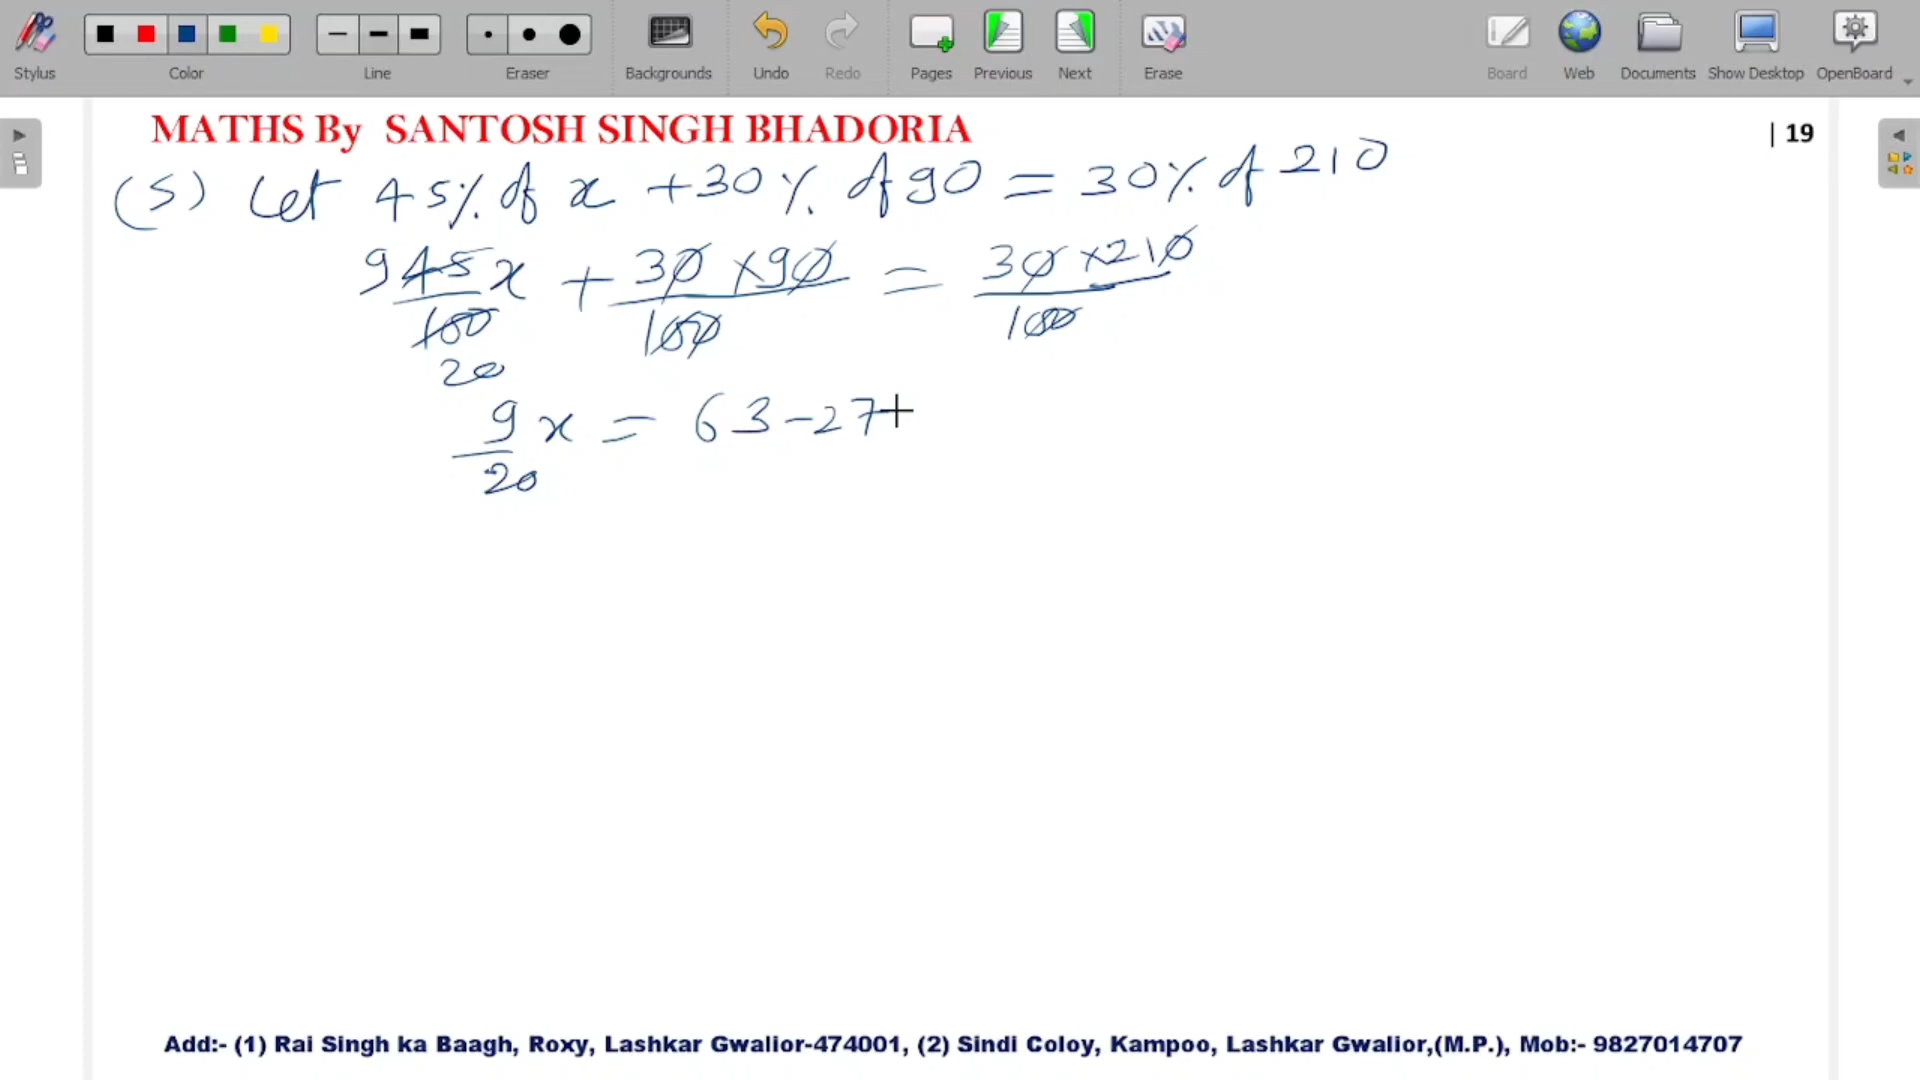 Stylus Color Line Eraser Backgrounds Undo Redo Pages Previous Next Erase Board Web Documents Show Desktop OpenBoard
MATHS By SANTOSH SINGH BHADORIA | 19
(5) Let 45% of x + 30% of 90 = 30% of 210
9 45x/100 + 30 × 90/100 = 30 × 210/100
20
9/20 x = 63 - 27
Add:- (1) Rai Singh ka Baagh, Roxy, Lashkar Gwalior-474001, (2) Sindi Coloy, Kampoo, Lashkar Gwalior,(M.P.), Mob:- 9827014707